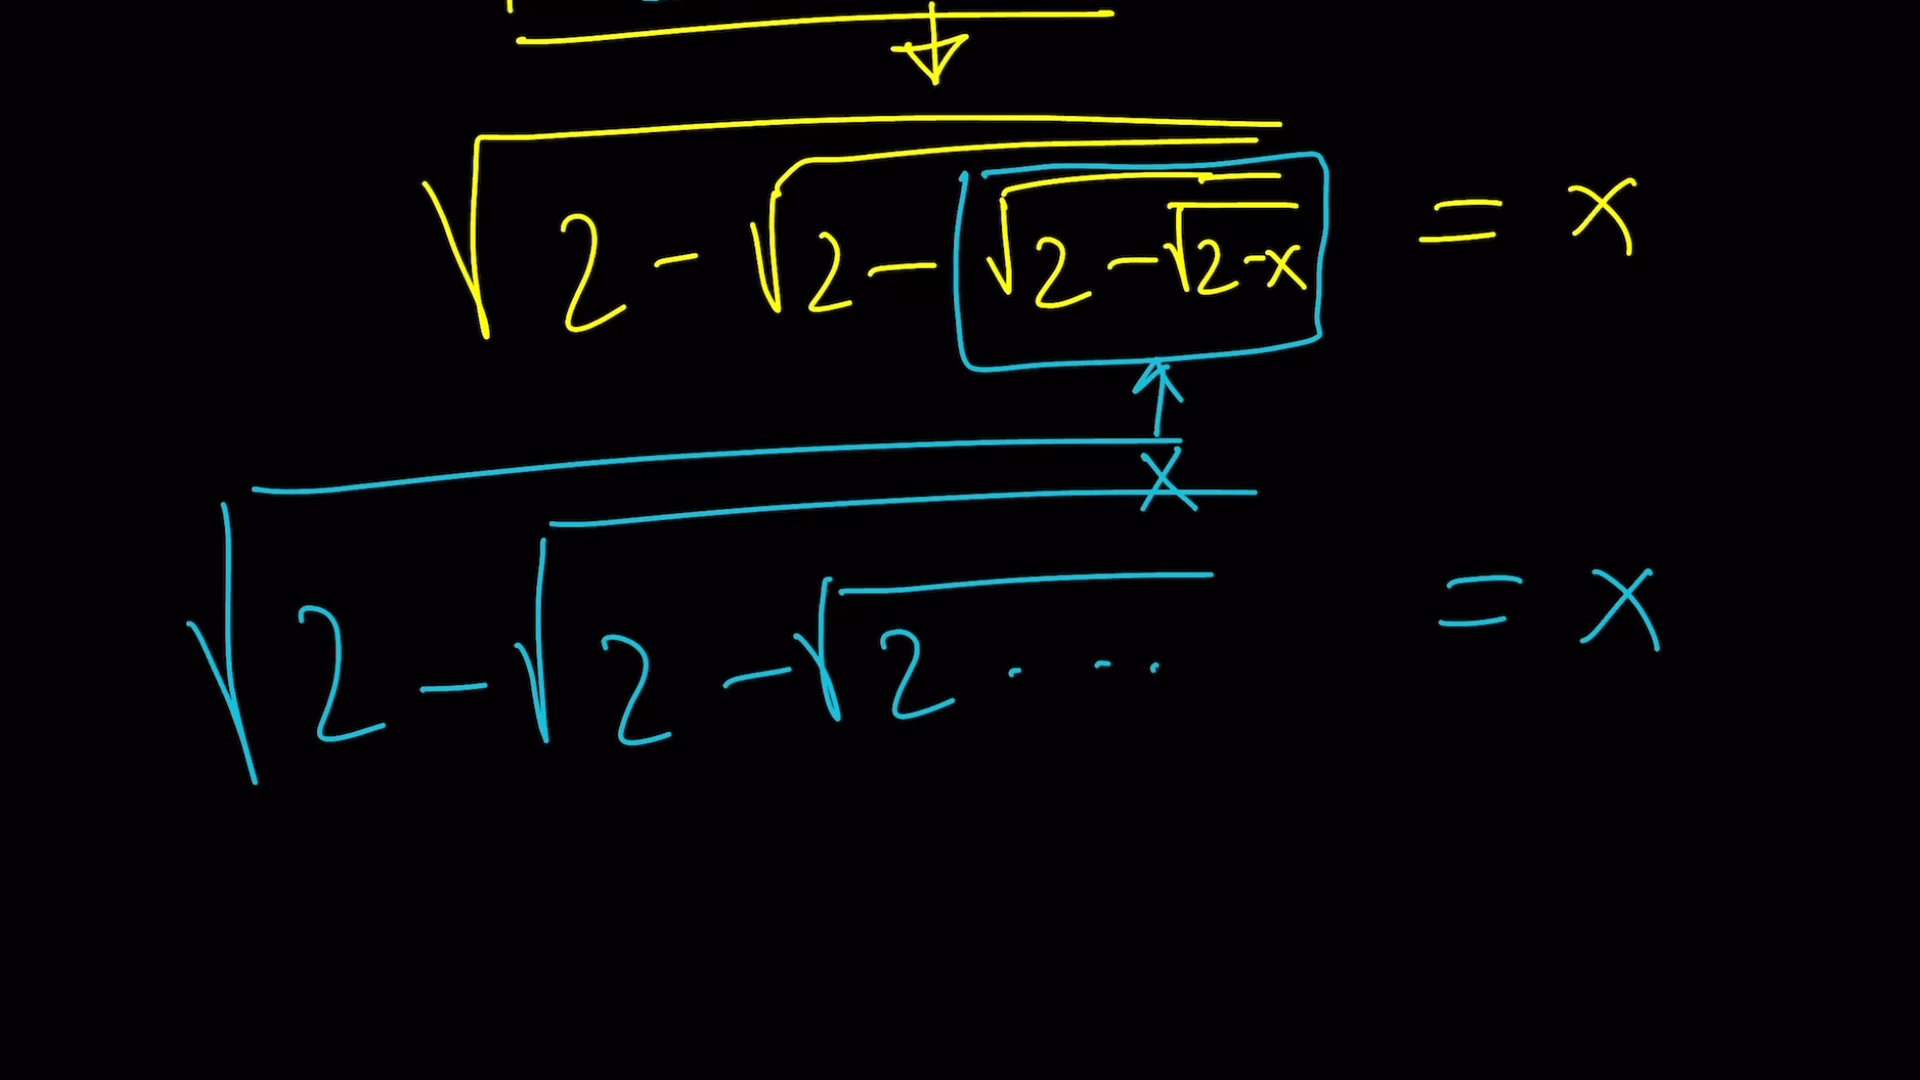 √(2-√(2-√(2-√(2-x)))) = x
x
√(2-√(2-√(2... = x